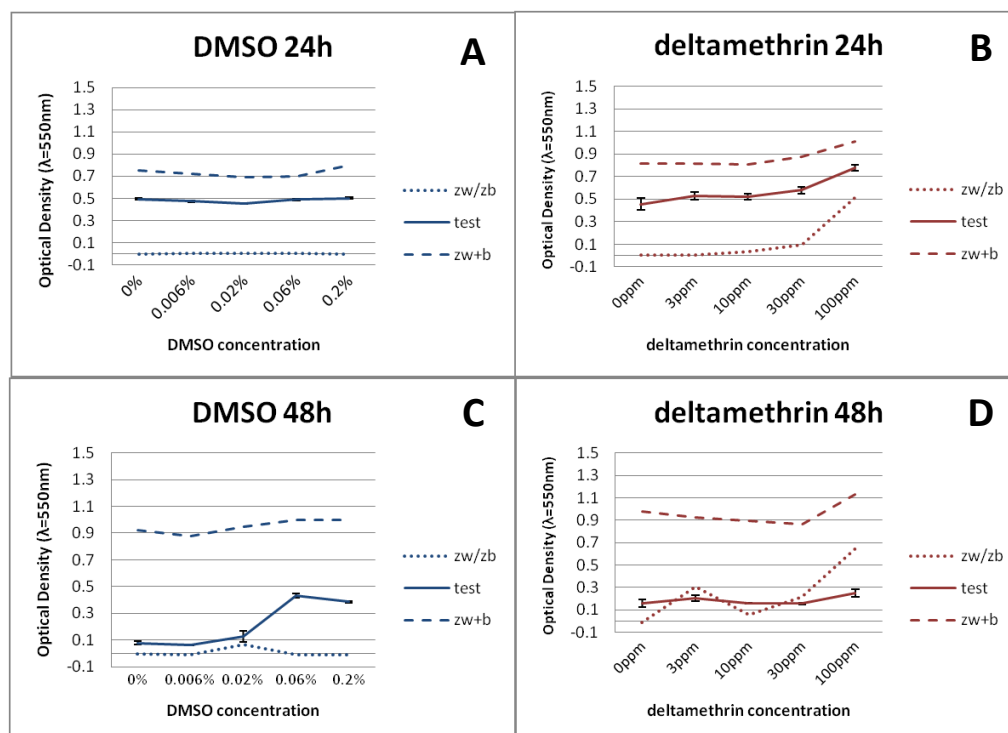 DMSO 24h
A
Optical Density (λ=550nm)
1.5
1.3
1.1
0.9
0.7
0.5
0.3
0.1
-0.1
0%
0.006%
0.02%
0.06%
0.2%
DMSO concentration
zw/zb
test
zw+b
deltamethrin 24h
B
Optical Density (λ=550nm)
1.5
1.3
1.1
0.9
0.7
0.5
0.3
0.1
-0.1
0ppm
3ppm
10ppm
30ppm
100ppm
deltamethrin concentration
zw/zb
test
zw+b
DMSO 48h
C
Optical Density (λ=550nm)
1.5
1.3
1.1
0.9
0.7
0.5
0.3
0.1
-0.1
0%
0.006%
0.02%
0.06%
0.2%
DMSO concentration
zw/zb
test
zw+b
deltamethrin 48h
D
Optical Density (λ=550nm)
1.5
1.3
1.1
0.9
0.7
0.5
0.3
0.1
-0.1
0ppm
3ppm
10ppm
30ppm
100ppm
deltamethrin concentration
zw/zb
test
zw+b